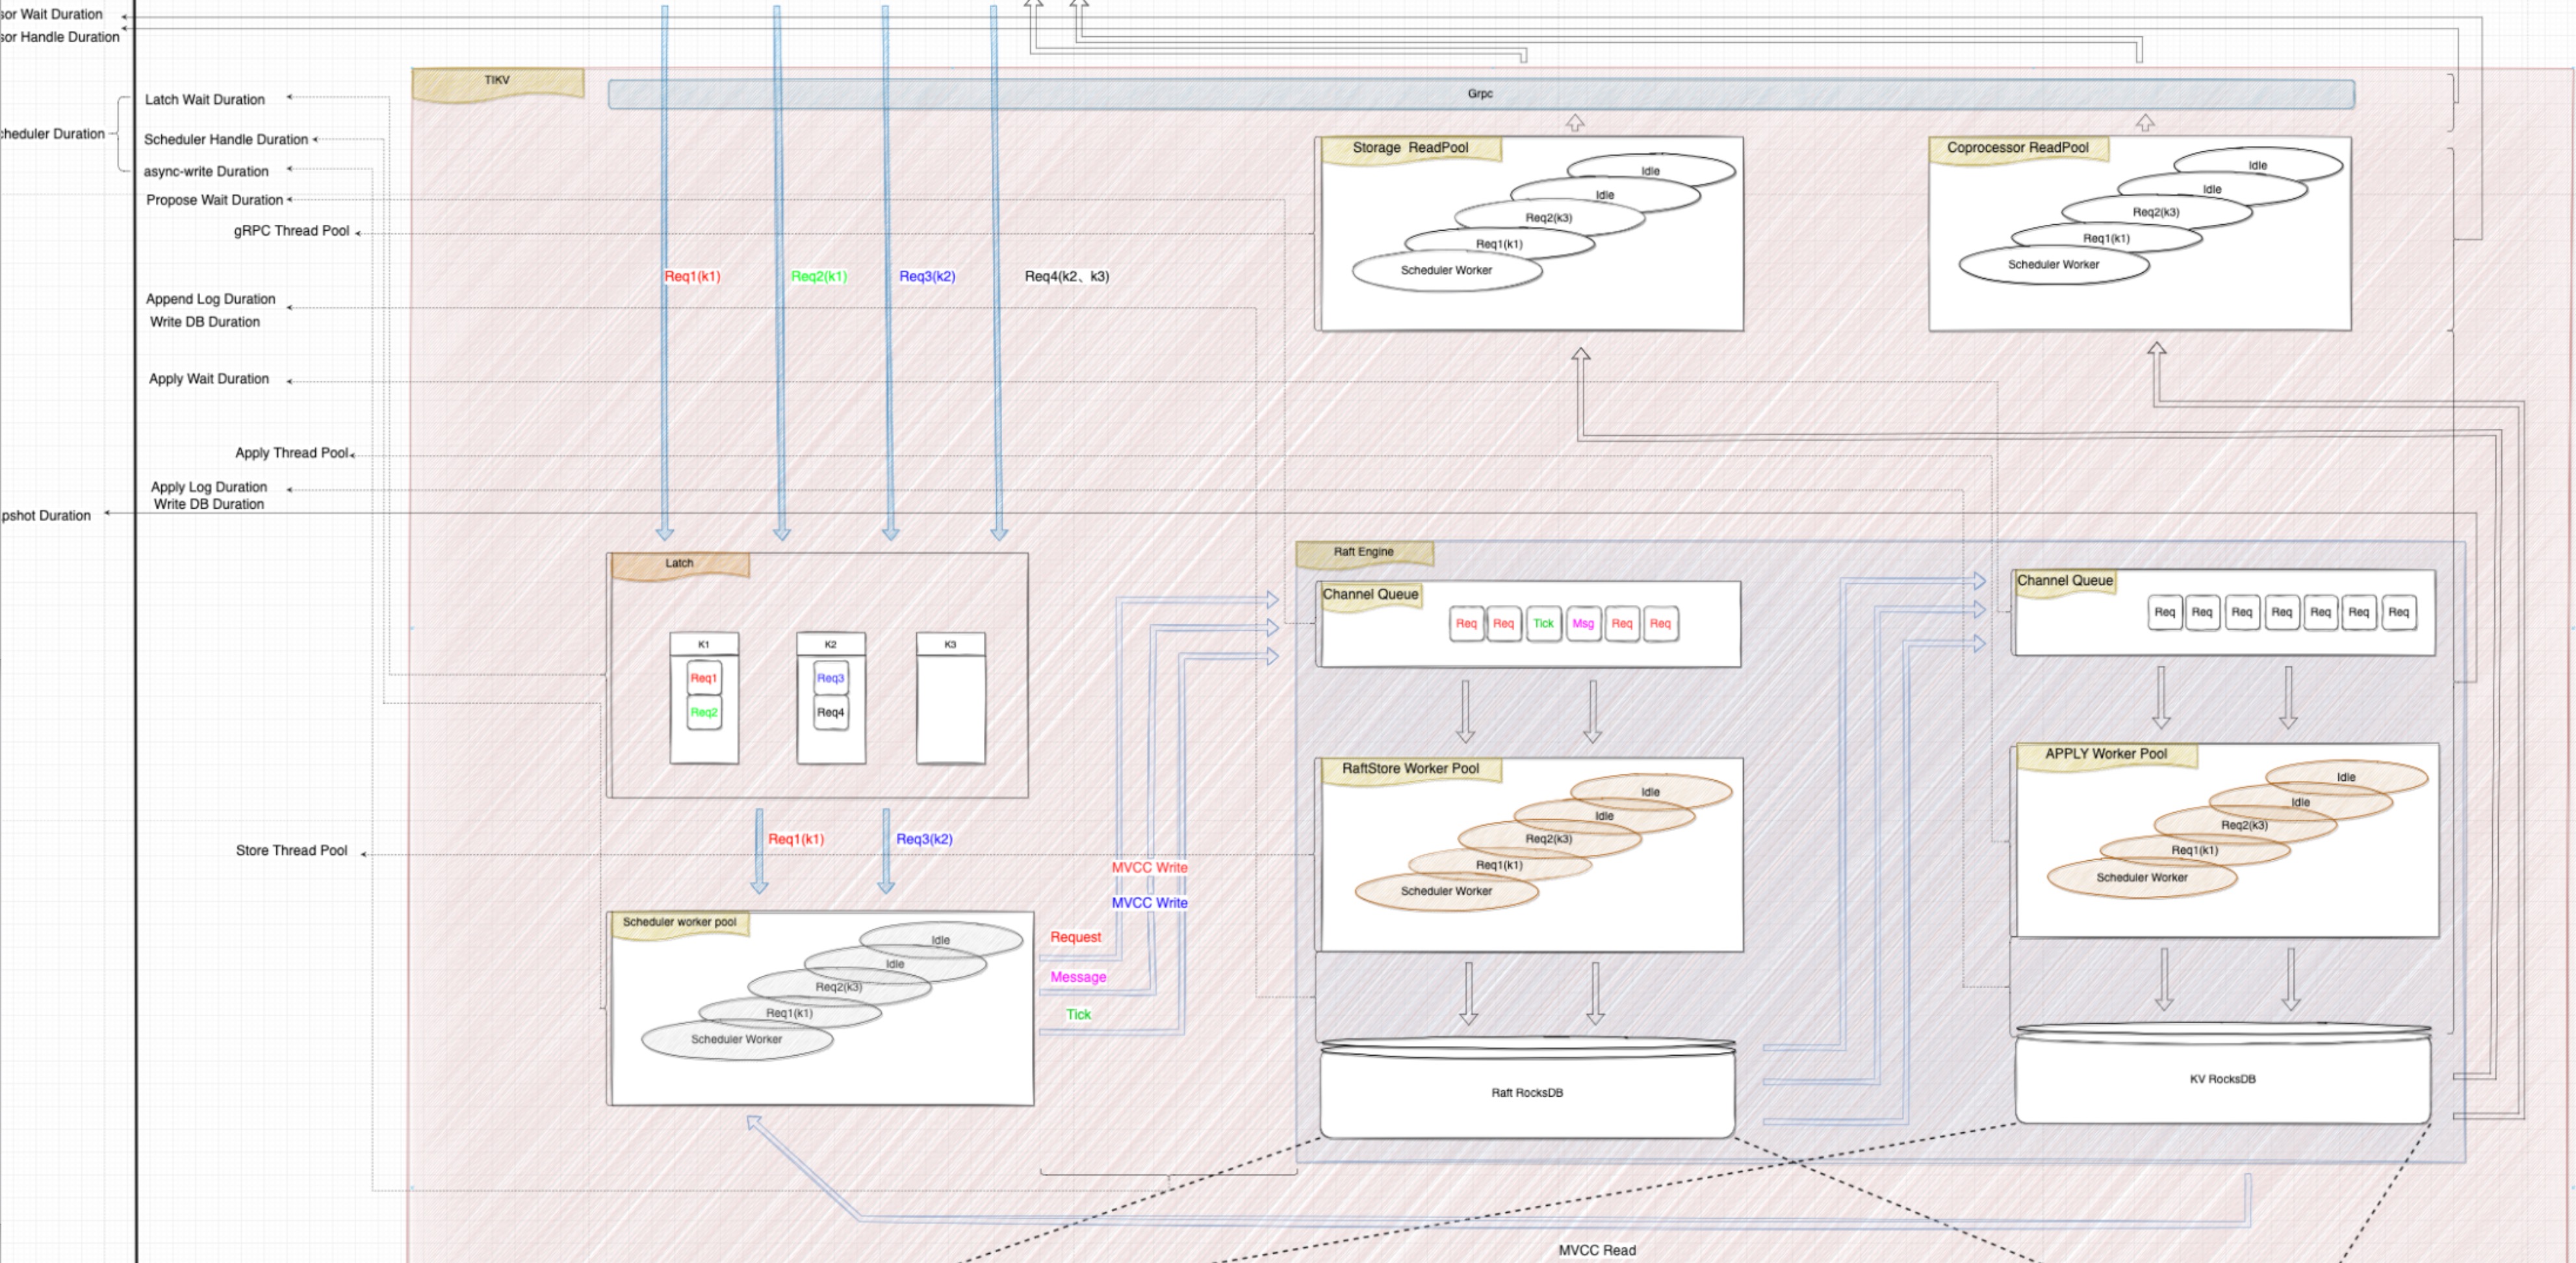 sor Wait Duration
sor Handle Duration
TIKV
Grpc
Latch Wait Duration
cheduler Duration
Scheduler Handle Duration
async-write Duration
Propose Wait Duration
gRPC Thread Pool
Append Log Duration
Write DB Duration
Apply Wait Duration
Apply Thread Pool
Apply Log Duration
Write DB Duration
pshot Duration
Store Thread Pool
Req1(k1)
Req2(k1)
Req3(k2)
Req4(k2、k3)
Storage ReadPool
Idle
Idle
Req2(k3)
Req1(k1)
Scheduler Worker
Coprocessor ReadPool
Idle
Idle
Req2(k3)
Req1(k1)
Scheduler Worker
Latch
K1
K2
K3
Req1
Req2
Req3
Req4
Req1(k1)
Req3(k2)
Scheduler worker pool
Idle
Idle
Req2(k3)
Req1(k1)
Scheduler Worker
MVCC Write
MVCC Write
Request
Message
Tick
Raft Engine
Channel Queue
Req Req Tick Msg Req Req
RaftStore Worker Pool
Idle
Idle
Req2(k3)
Req1(k1)
Scheduler Worker
Raft RocksDB
Channel Queue
Req Req Req Req Req Req Req
APPLY Worker Pool
Idle
Idle
Req2(k3)
Req1(k1)
Scheduler Worker
KV RocksDB
MVCC Read